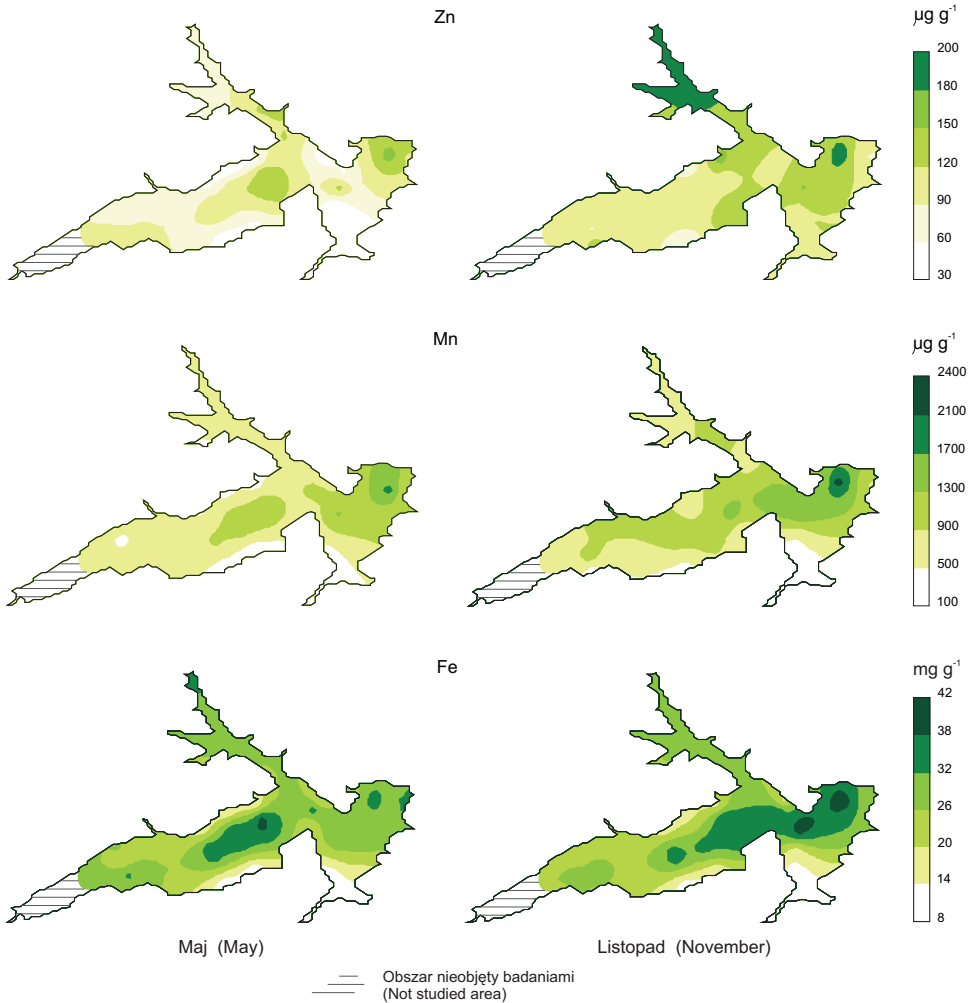 Zn
µg g-1
200
180
150
120
90
60
30
Mn
µg g-1
2400
2100
1700
1300
900
500
100
Fe
mg g-1
42
38
32
26
20
14
8
Maj (May)
Listopad (November)
Obszar nieobjęty badaniami
(Not studied area)